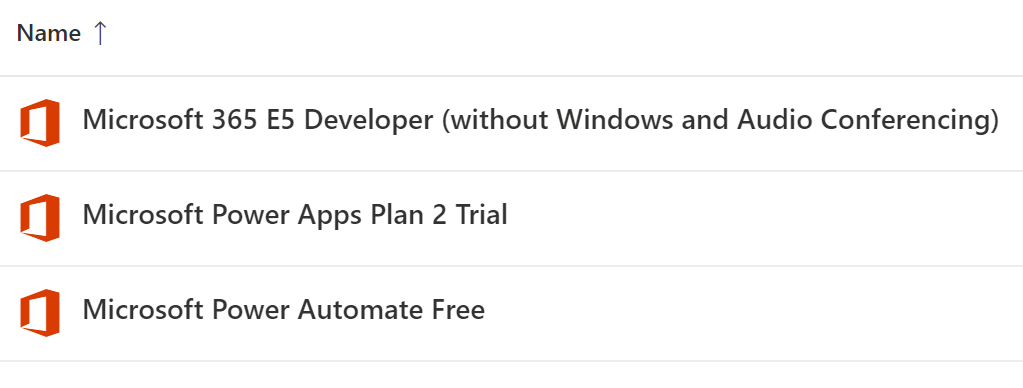 Name ↑
Microsoft 365 E5 Developer (without Windows and Audio Conferencing)
Microsoft Power Apps Plan 2 Trial
Microsoft Power Automate Free